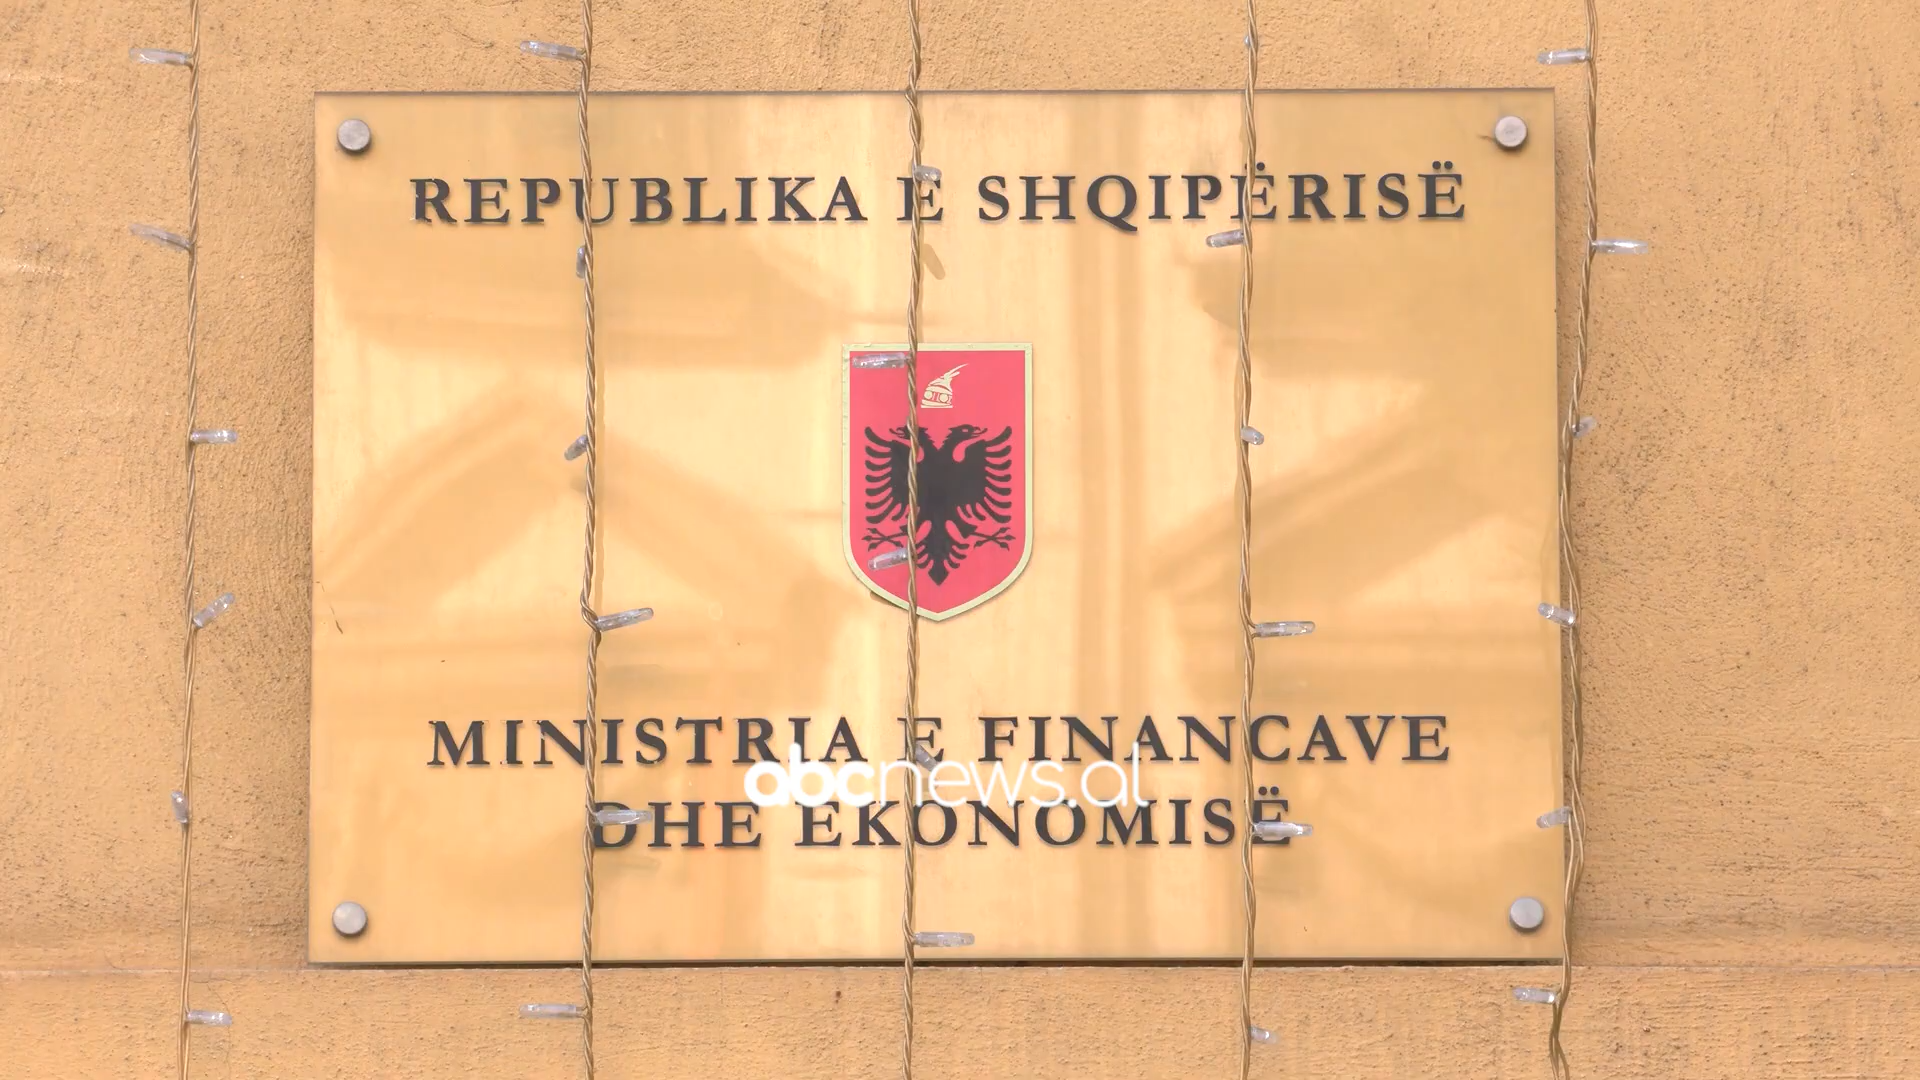 REPUBLIKA E SHQIPËRISË
MINISTRIA E FINANCAVE
abcnews.al
DHE EKONOMISË